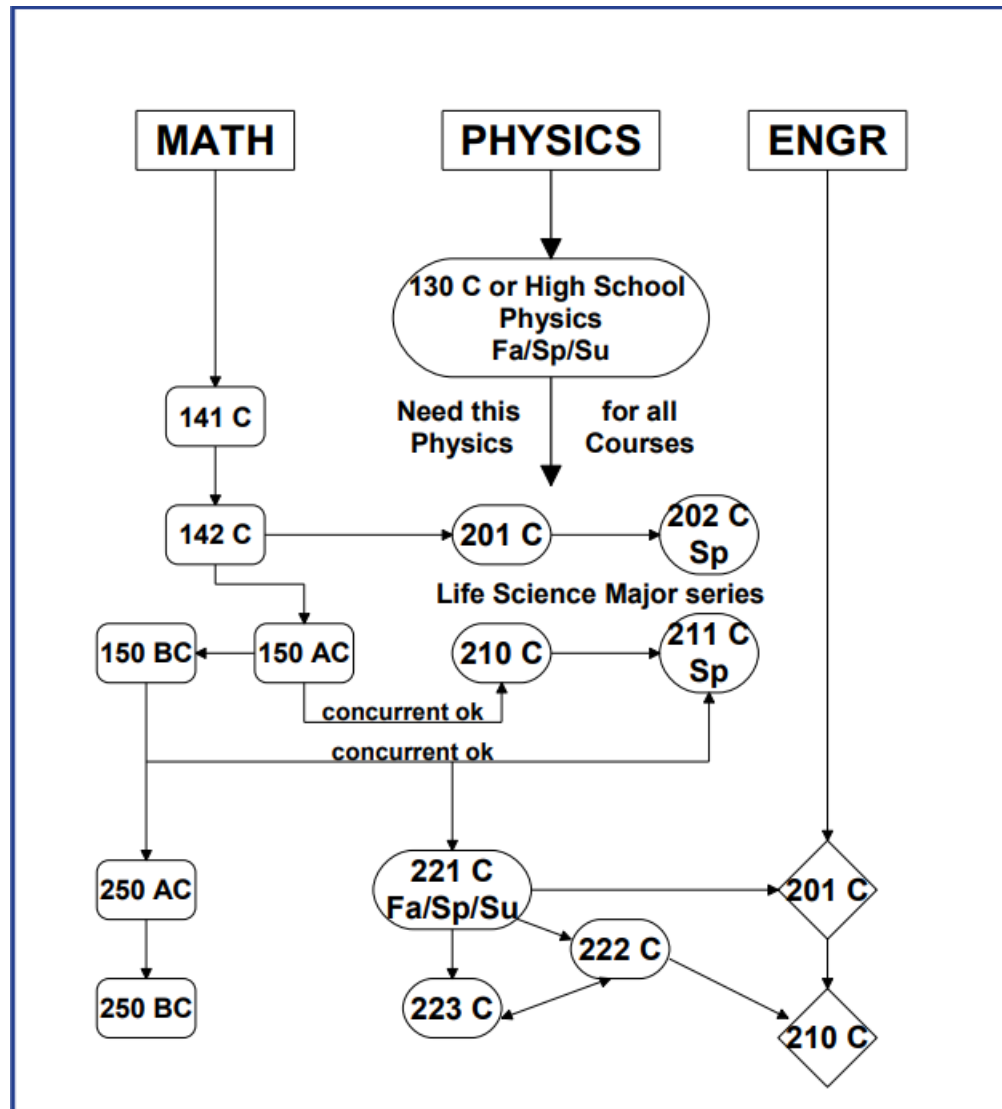 MATH
PHYSICS
ENGR
130 C or High School
Physics
Fa/Sp/Su
Need this for all
Physics Courses
141 C
142 C
201 C
202 C
Sp
Life Science Major series
150 BC
150 AC
210 C
211 C
Sp
concurrent ok
concurrent ok
250 AC
221 C
Fa/Sp/Su
201 C
222 C
250 BC
223 C
210 C